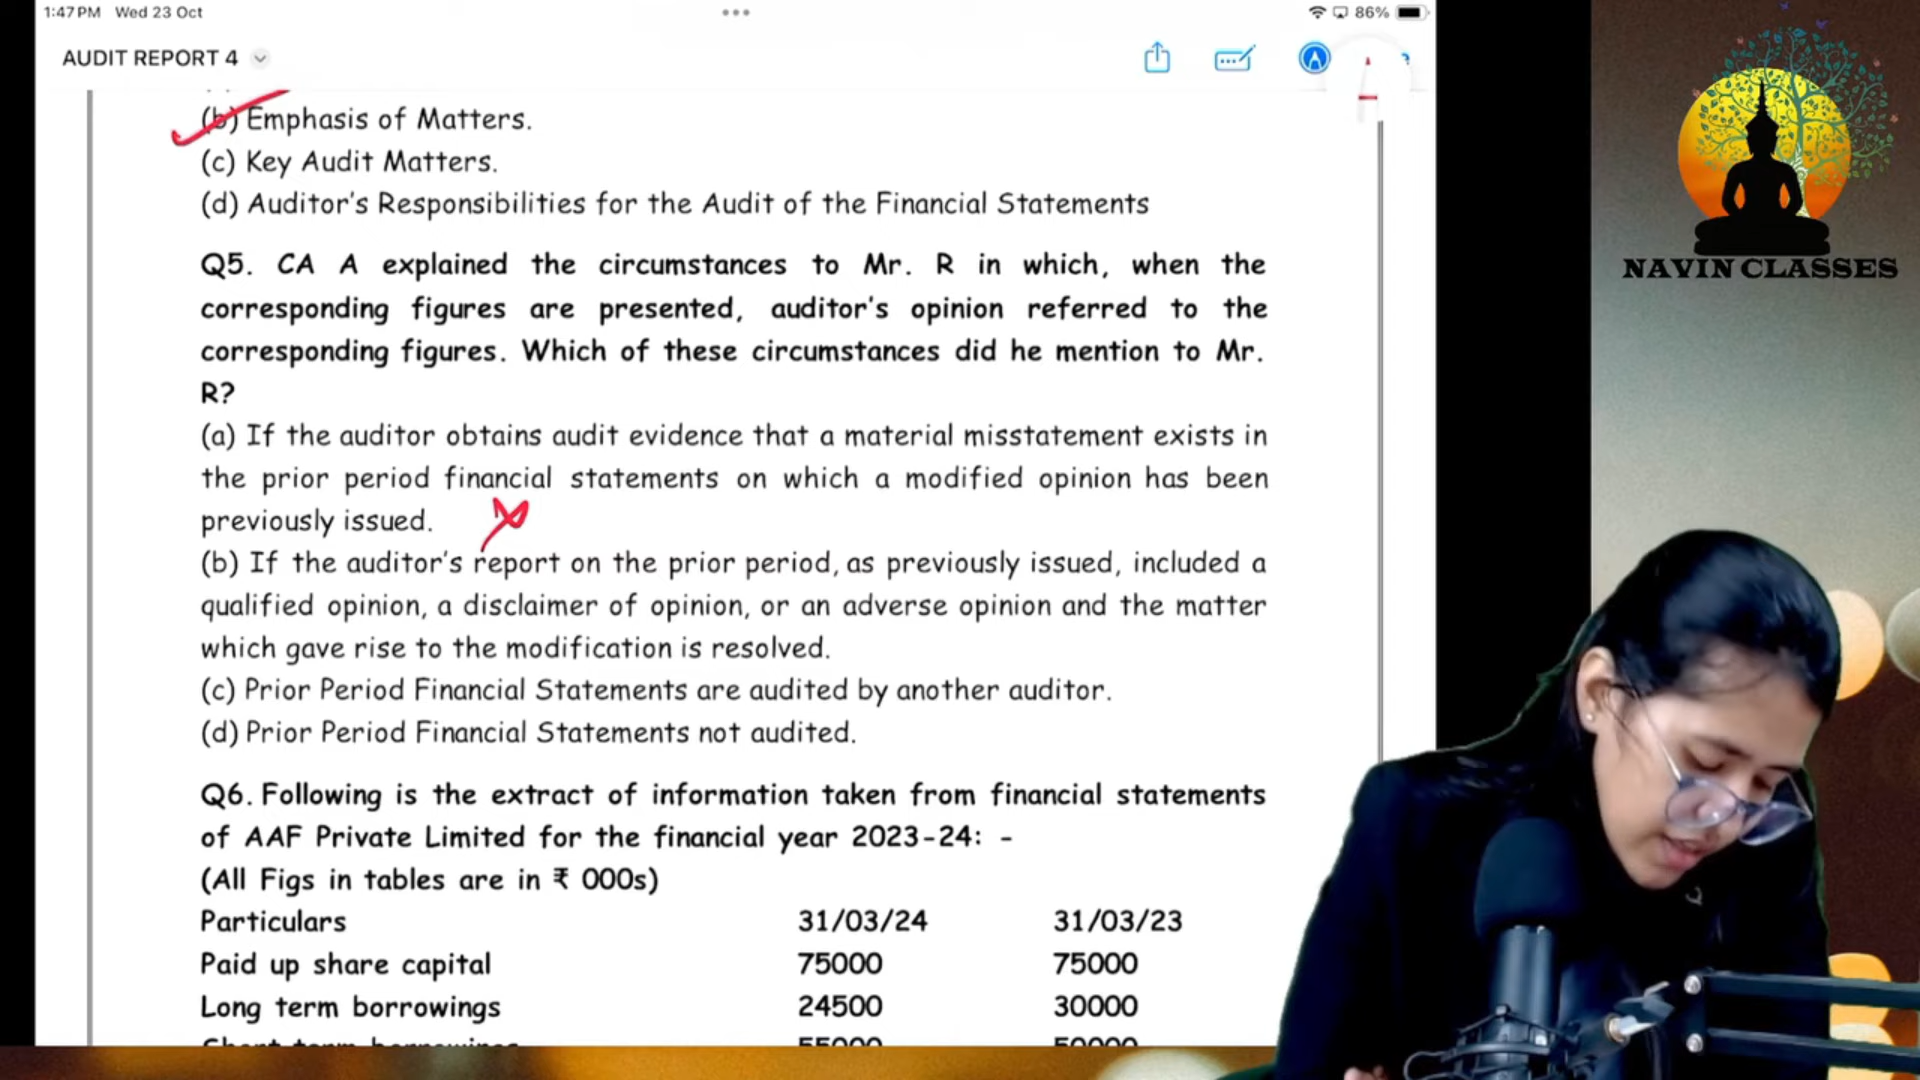 1:47 PM Wed 23 Oct
86%
AUDIT REPORT 4
(b) Emphasis of Matters.
(c) Key Audit Matters.
(d) Auditor's Responsibilities for the Audit of the Financial Statements
Q5. CA A explained the circumstances to Mr. R in which, when the
corresponding figures are presented, auditor's opinion referred to the
corresponding figures. Which of these circumstances did he mention to Mr.
R?
(a) If the auditor obtains audit evidence that a material misstatement exists in
the prior period financial statements on which a modified opinion has been
previously issued.
(b) If the auditor's report on the prior period, as previously issued, included a
qualified opinion, a disclaimer of opinion, or an adverse opinion and the matter
which gave rise to the modification is resolved.
(c) Prior Period Financial Statements are audited by another auditor.
(d) Prior Period Financial Statements not audited.
Q6. Following is the extract of information taken from financial statements
of AAF Private Limited for the financial year 2023-24: -
(All Figs in tables are in ₹ 000s)
Particulars 31/03/24 31/03/23
Paid up share capital 75000 75000
Long term borrowings 24500 30000
Short term borrowings 55000 50000
NAVIN CLASSES